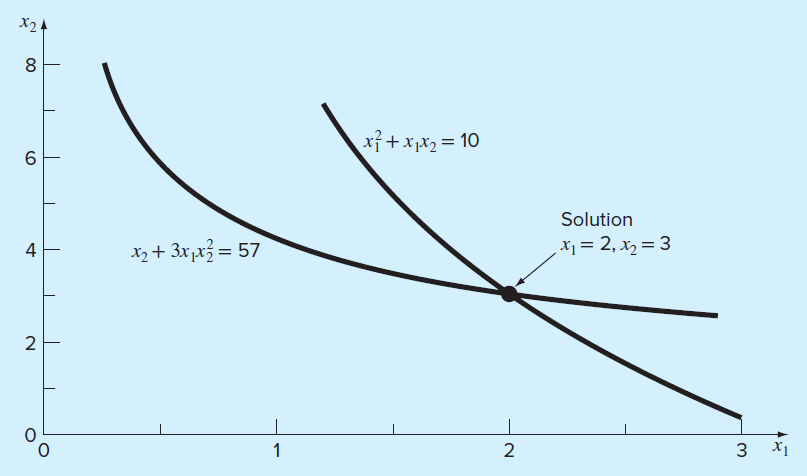 x₂
8
x₁² + x₁x₂ = 10
6
Solution
x₁ = 2, x₂ = 3
4
x₂ + 3x₁x₂² = 57
2
0
0 1 2 3 x₁